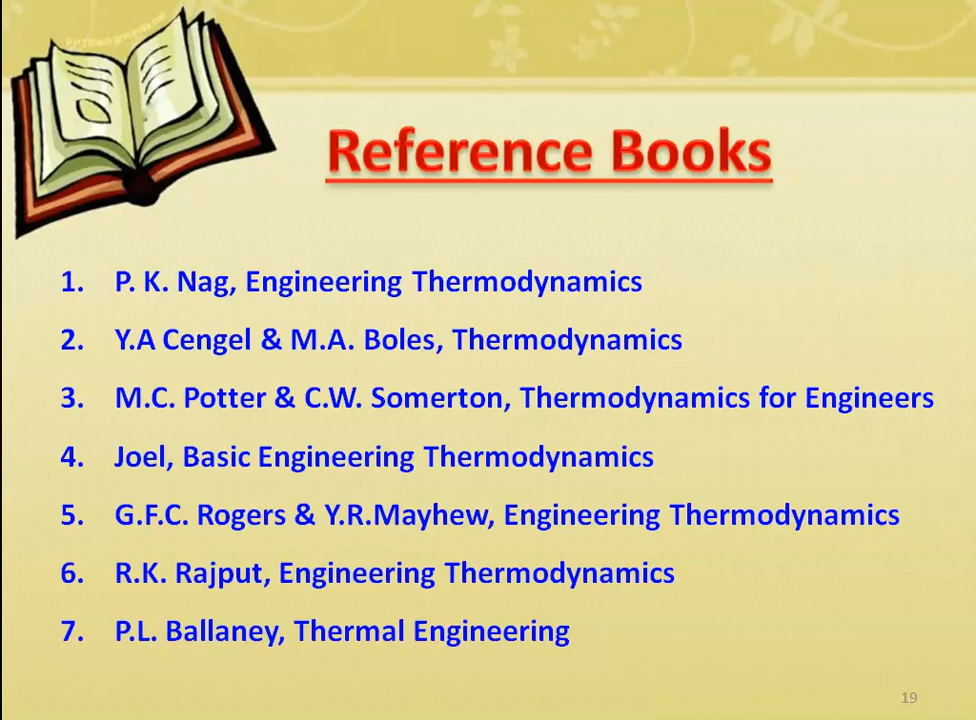 Reference Books
1. P. K. Nag, Engineering Thermodynamics
2. Y.A Cengel & M.A. Boles, Thermodynamics
3. M.C. Potter & C.W. Somerton, Thermodynamics for Engineers
4. Joel, Basic Engineering Thermodynamics
5. G.F.C. Rogers & Y.R.Mayhew, Engineering Thermodynamics
6. R.K. Rajput, Engineering Thermodynamics
7. P.L. Ballaney, Thermal Engineering
19